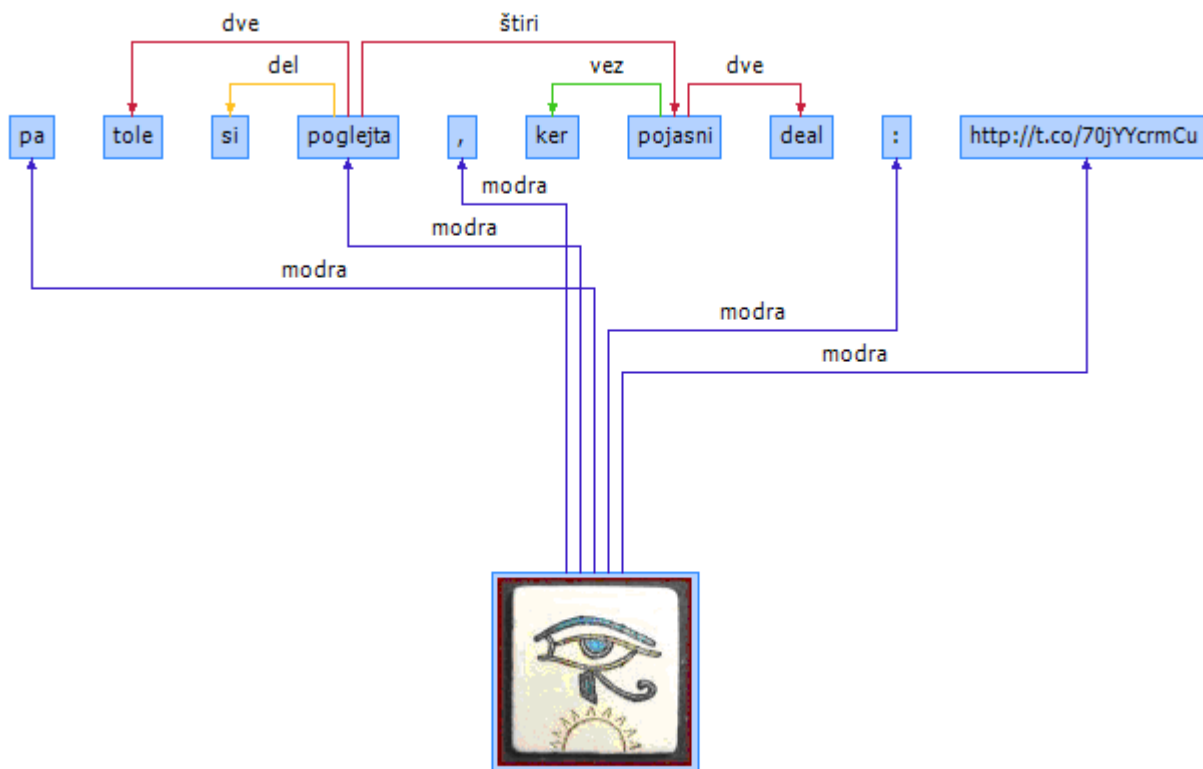 dve štiri
del vez dve
pa tole si poglejta , ker pojasni deal : http://t.co/70jYYcrmCu
modra
modra
modra
modra
modra